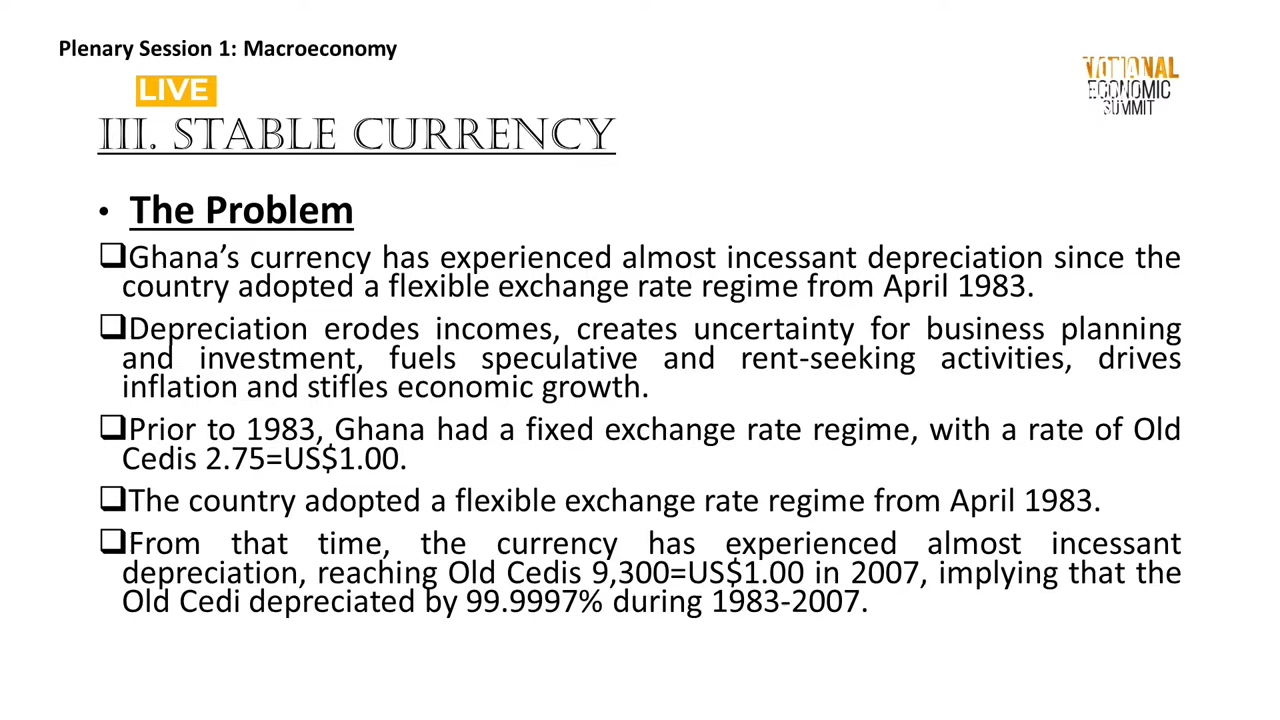 Plenary Session 1: Macroeconomy
NATIONAL
ECONOMIC
SUMMIT
LIVE
III. STABLE CURRENCY
• The Problem
❑Ghana’s currency has experienced almost incessant depreciation since the
country adopted a flexible exchange rate regime from April 1983.
❑Depreciation erodes incomes, creates uncertainty for business planning
and investment, fuels speculative and rent-seeking activities, drives
inflation and stifles economic growth.
❑Prior to 1983, Ghana had a fixed exchange rate regime, with a rate of Old
Cedis 2.75=US$1.00.
❑The country adopted a flexible exchange rate regime from April 1983.
❑From that time, the currency has experienced almost incessant
depreciation, reaching Old Cedis 9,300=US$1.00 in 2007, implying that the
Old Cedi depreciated by 99.9997% during 1983-2007.